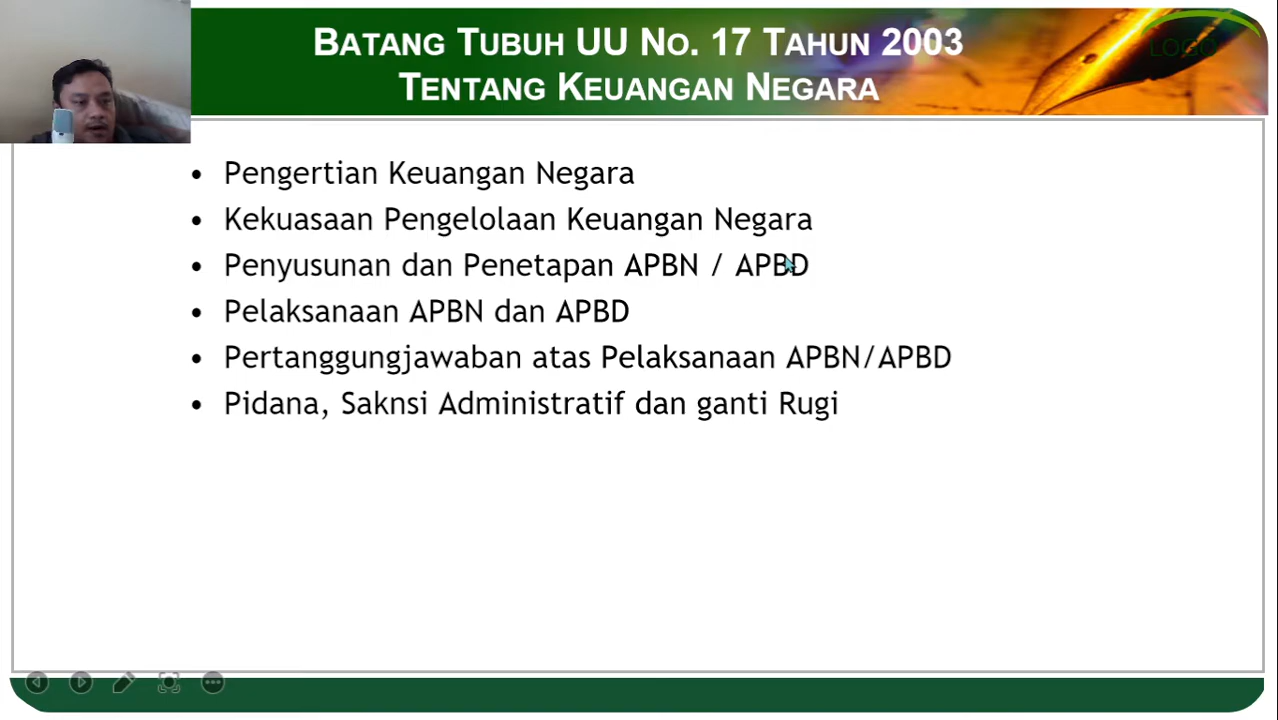 BATANG TUBUH UU NO. 17 TAHUN 2003
TENTANG KEUANGAN NEGARA
LOGO
• Pengertian Keuangan Negara
• Kekuasaan Pengelolaan Keuangan Negara
• Penyusunan dan Penetapan APBN / APBD
• Pelaksanaan APBN dan APBD
• Pertanggungjawaban atas Pelaksanaan APBN/APBD
• Pidana, Saknsi Administratif dan ganti Rugi